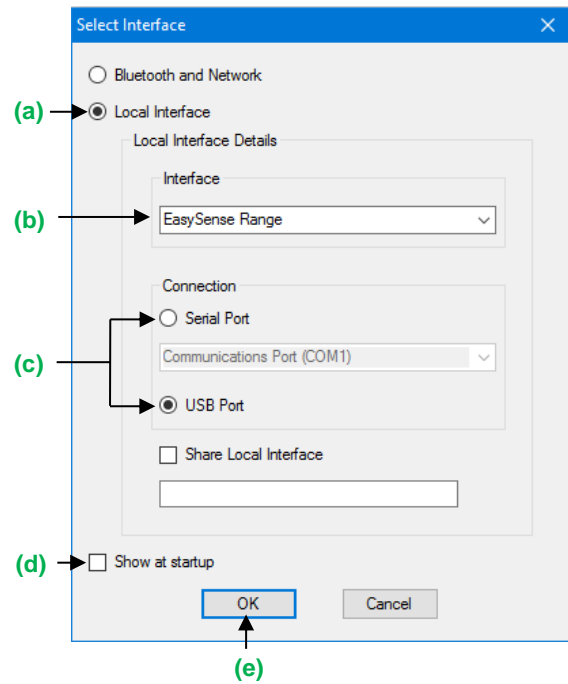 Select Interface
Bluetooth and Network
(a) Local Interface
Local Interface Details
Interface
(b) EasySense Range
Connection
Serial Port
(c) Communications Port (COM1)
USB Port
Share Local Interface
(d) Show at startup
OK Cancel
(e)